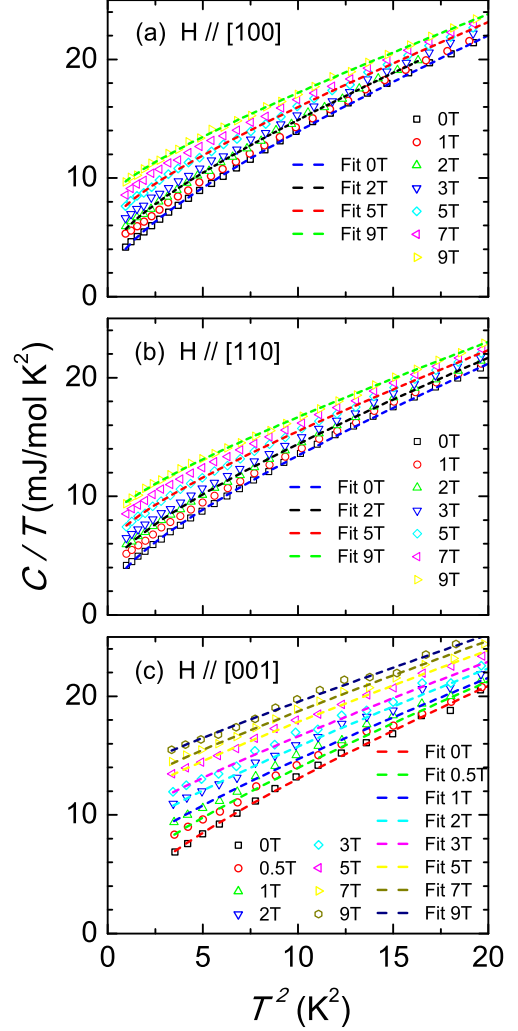 (a) H // [100]
20
10
0
Fit 0T
Fit 2T
Fit 5T
Fit 9T
0T
1T
2T
3T
5T
7T
9T
(b) H // [110]
20
10
0
Fit 0T
Fit 2T
Fit 5T
Fit 9T
0T
1T
2T
3T
5T
7T
9T
C / T (mJ/mol K²)
(c) H // [001]
20
10
0
0T
0.5T
1T
2T
3T
5T
7T
9T
Fit 0T
Fit 0.5T
Fit 1T
Fit 2T
Fit 3T
Fit 5T
Fit 7T
Fit 9T
0 5 10 15 20
T² (K²)